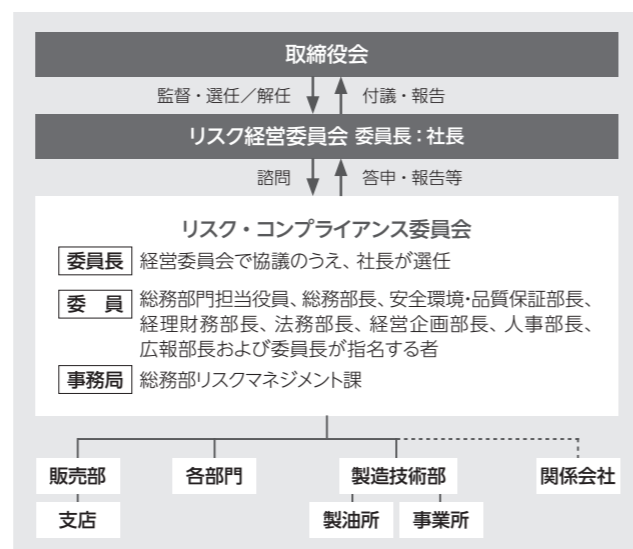 取締役会
監督・選任／解任 付議・報告
リスク経営委員会 委員長：社長
諮問 答申・報告等
リスク・コンプライアンス委員会
委員長 経営委員会で協議のうえ、社長が選任
委　員 総務部門担当役員、総務部長、安全環境・品質保証部長、
経理財務部長、法務部長、経営企画部長、人事部長、
広報部長および委員長が指名する者
事務局 総務部リスクマネジメント課
販売部 各部門 製造技術部 関係会社
支店 製油所 事業所